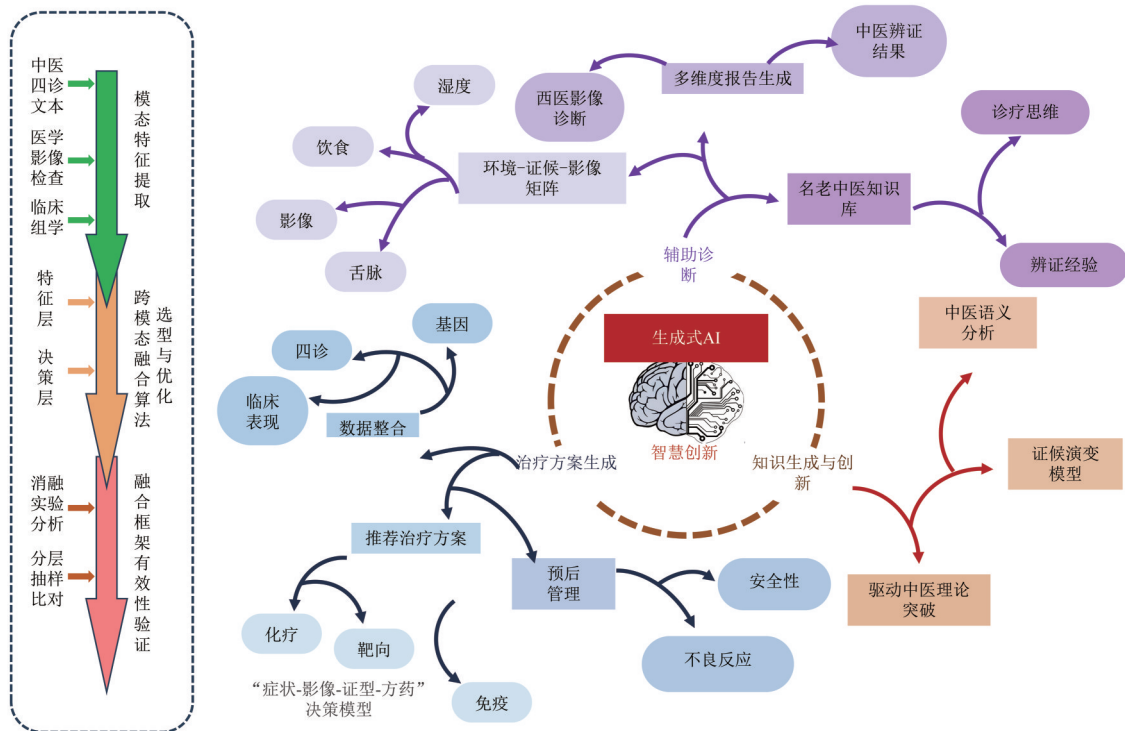 中医
四诊
文本
医学
影像
检查
临床
组学
模态特征提取
特征层
决策层
跨模态融合算法
选型与优化
消融
实验
分析
分层
抽样
比对
融合框架有效性验证
中医辨证
结果
多维度报告生成
西医影像
诊断
湿度
饮食
环境-证候-影像
矩阵
影像
舌脉
诊疗思维
名老中医知识
库
辨证经验
辅助诊
断
生成式AI
智慧创新
基因
四诊
临床
表现
数据整合
治疗方案生成
知识生成与创
新
中医语义
分析
证候演变
模型
驱动中医理论
突破
推荐治疗方案
预后
管理
安全性
不良反应
化疗
靶向
免疫
“症状-影像-证型-方药”
决策模型